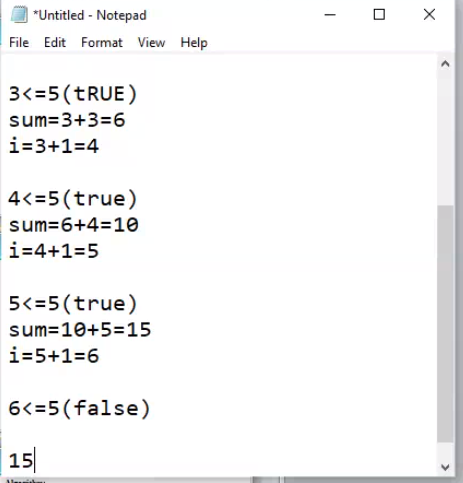 *Untitled - Notepad
File Edit Format View Help
3<=5(tRUE)
sum=3+3=6
i=3+1=4
4<=5(true)
sum=6+4=10
i=4+1=5
5<=5(true)
sum=10+5=15
i=5+1=6
6<=5(false)
15